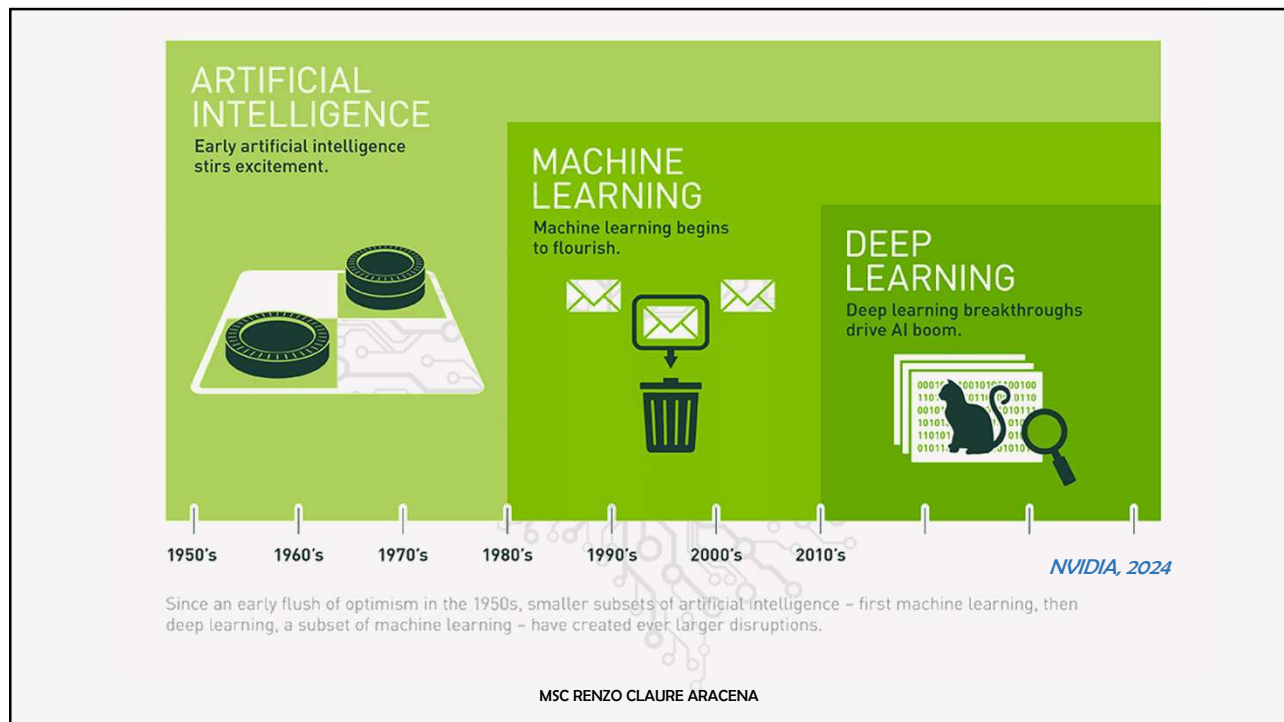 ARTIFICIAL
INTELLIGENCE
Early artificial intelligence
stirs excitement.
MACHINE
LEARNING
Machine learning begins
to flourish.
DEEP
LEARNING
Deep learning breakthroughs
drive AI boom.
1950's 1960's 1970's 1980's 1990's 2000's 2010's
NVIDIA, 2024
Since an early flush of optimism in the 1950s, smaller subsets of artificial intelligence – first machine learning, then
deep learning, a subset of machine learning – have created ever larger disruptions.
MSC RENZO CLAURE ARACENA